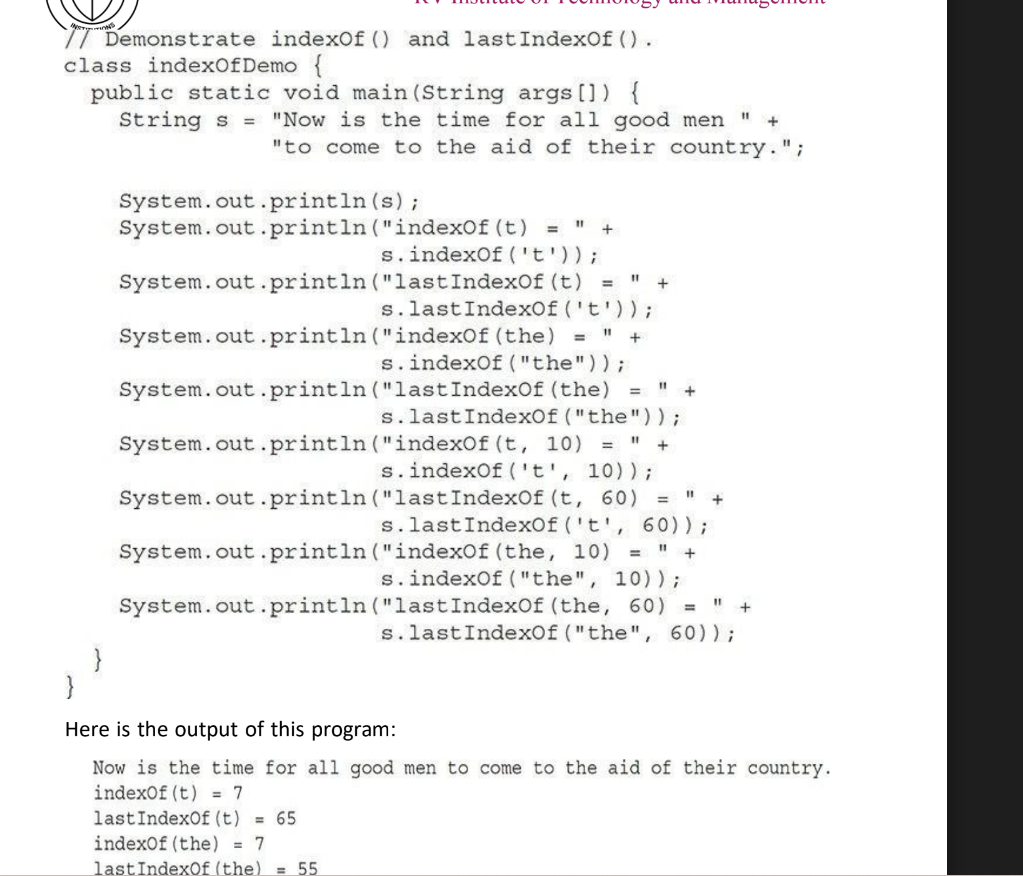 RV Institute of Technology and Management
INSTITUTIONS
// Demonstrate indexOf() and lastIndexOf().
class indexOfDemo {
public static void main(String args[]) {
String s = "Now is the time for all good men " +
"to come to the aid of their country.";
System.out.println(s);
System.out.println("indexOf(t) = " +
s.indexOf('t'));
System.out.println("lastIndexOf(t) = " +
s.lastIndexOf('t'));
System.out.println("indexOf(the) = " +
s.indexOf("the"));
System.out.println("lastIndexOf(the) = " +
s.lastIndexOf("the"));
System.out.println("indexOf(t, 10) = " +
s.indexOf('t', 10));
System.out.println("lastIndexOf(t, 60) = " +
s.lastIndexOf('t', 60));
System.out.println("indexOf(the, 10) = " +
s.indexOf("the", 10));
System.out.println("lastIndexOf(the, 60) = " +
s.lastIndexOf("the", 60));
}
}
Here is the output of this program:
Now is the time for all good men to come to the aid of their country.
indexOf(t) = 7
lastIndexOf(t) = 65
indexOf(the) = 7
lastIndexOf(the) = 55